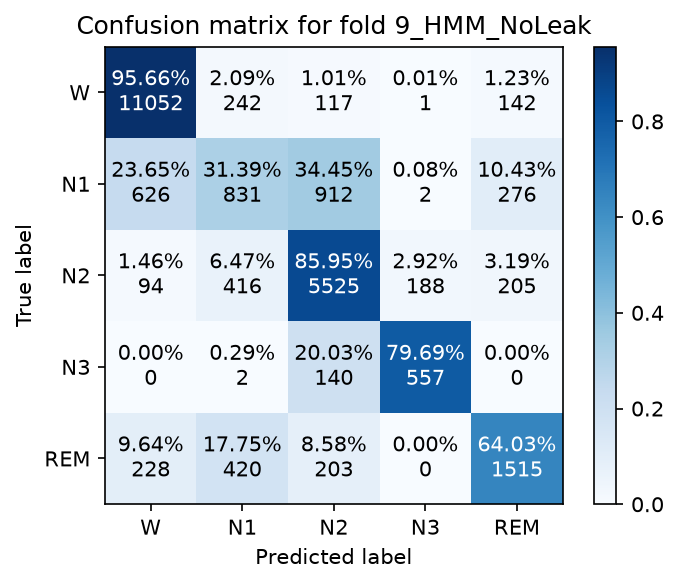 Confusion matrix for fold 9_HMM_NoLeak
95.66% 2.09% 1.01% 0.01% 1.23%
W
11052 242 117 1 142
0.8
23.65% 31.39% 34.45% 0.08% 10.43%
N1
626 831 912 2 276
0.6
True label
1.46% 6.47% 85.95% 2.92% 3.19%
N2
94 416 5525 188 205
0.4
0.00% 0.29% 20.03% 79.69% 0.00%
N3
0 2 140 557 0
0.2
9.64% 17.75% 8.58% 0.00% 64.03%
REM
228 420 203 0 1515
0.0
W N1 N2 N3 REM
Predicted label